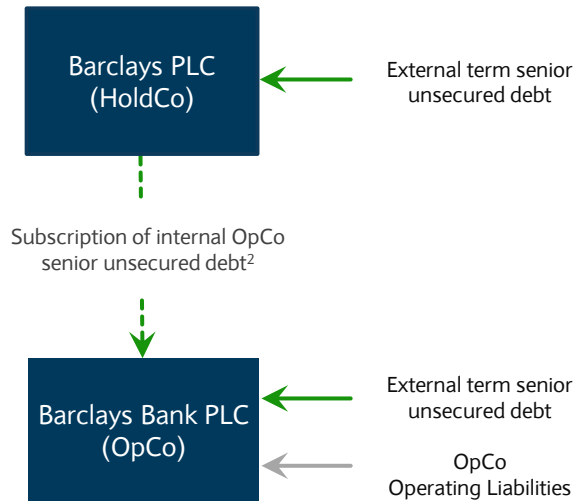 Barclays PLC
(HoldCo)
External term senior
unsecured debt
Subscription of internal OpCo
senior unsecured debt²
Barclays Bank PLC
(OpCo)
External term senior
unsecured debt
OpCo
Operating Liabilities